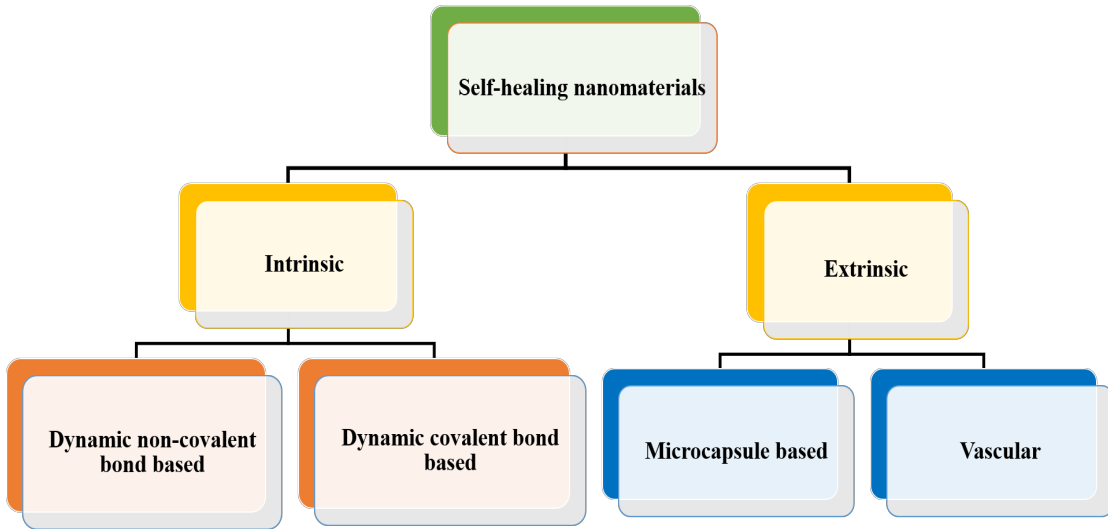 Self-healing nanomaterials
Intrinsic
Extrinsic
Dynamic non-covalent
bond based
Dynamic covalent bond
based
Microcapsule based
Vascular